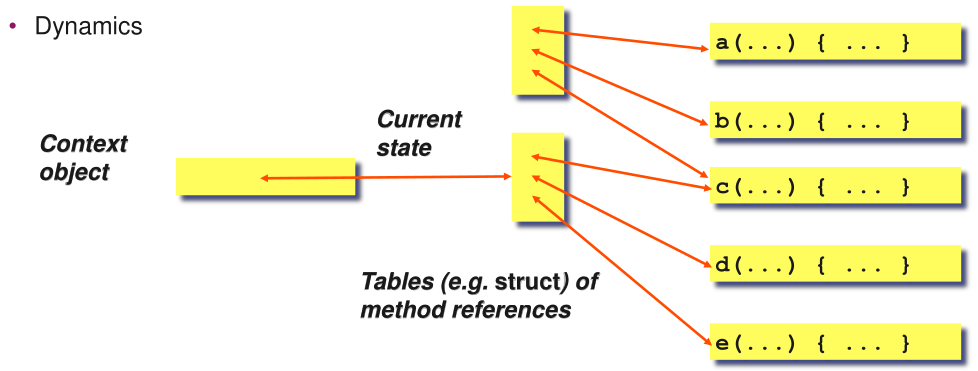 • Dynamics
Context
object
Current
state
Tables (e.g. struct) of
method references
a(...) { ... }
b(...) { ... }
c(...) { ... }
d(...) { ... }
e(...) { ... }